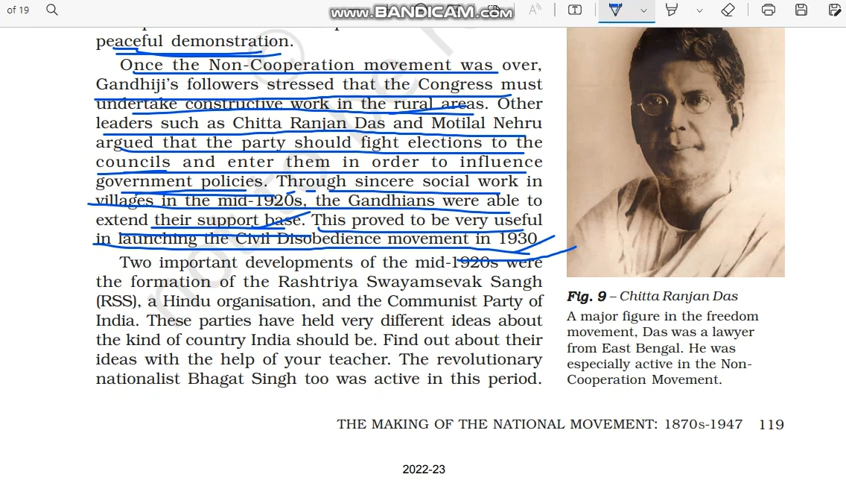 of 19
WWW.BANDICAM.COM
peaceful demonstration.
Once the Non-Cooperation movement was over,
Gandhiji's followers stressed that the Congress must
undertake constructive work in the rural areas. Other
leaders such as Chitta Ranjan Das and Motilal Nehru
argued that the party should fight elections to the
councils and enter them in order to influence
government policies. Through sincere social work in
villages in the mid-1920s, the Gandhians were able to
extend their support base. This proved to be very useful
in launching the Civil Disobedience movement in 1930.
Two important developments of the mid-1920s were
the formation of the Rashtriya Swayamsevak Sangh
(RSS), a Hindu organisation, and the Communist Party of
India. These parties have held very different ideas about
the kind of country India should be. Find out about their
ideas with the help of your teacher. The revolutionary
nationalist Bhagat Singh too was active in this period.
Fig. 9 – Chitta Ranjan Das
A major figure in the freedom
movement, Das was a lawyer
from East Bengal. He was
especially active in the Non-
Cooperation Movement.
THE MAKING OF THE NATIONAL MOVEMENT: 1870s-1947 119
2022-23